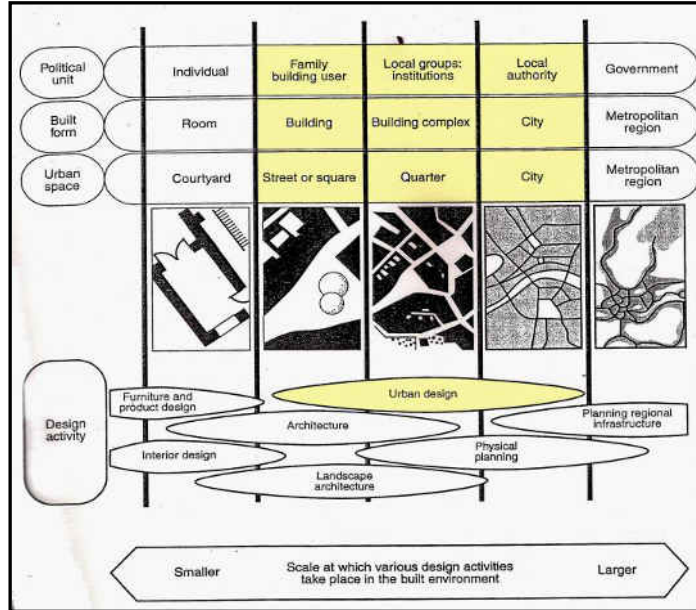 Political
unit
Individual
Family
building user
Local groups:
institutions
Local
authority
Government
Built
form
Room
Building
Building complex
City
Metropolitan
region
Urban
space
Courtyard
Street or square
Quarter
City
Metropolitan
region
Design
activity
Furniture and
product design
Urban design
Architecture
Planning regional
infrastructure
Interior design
Physical
planning
Landscape
architecture
Smaller
Scale at which various design activities
take place in the built environment
Larger